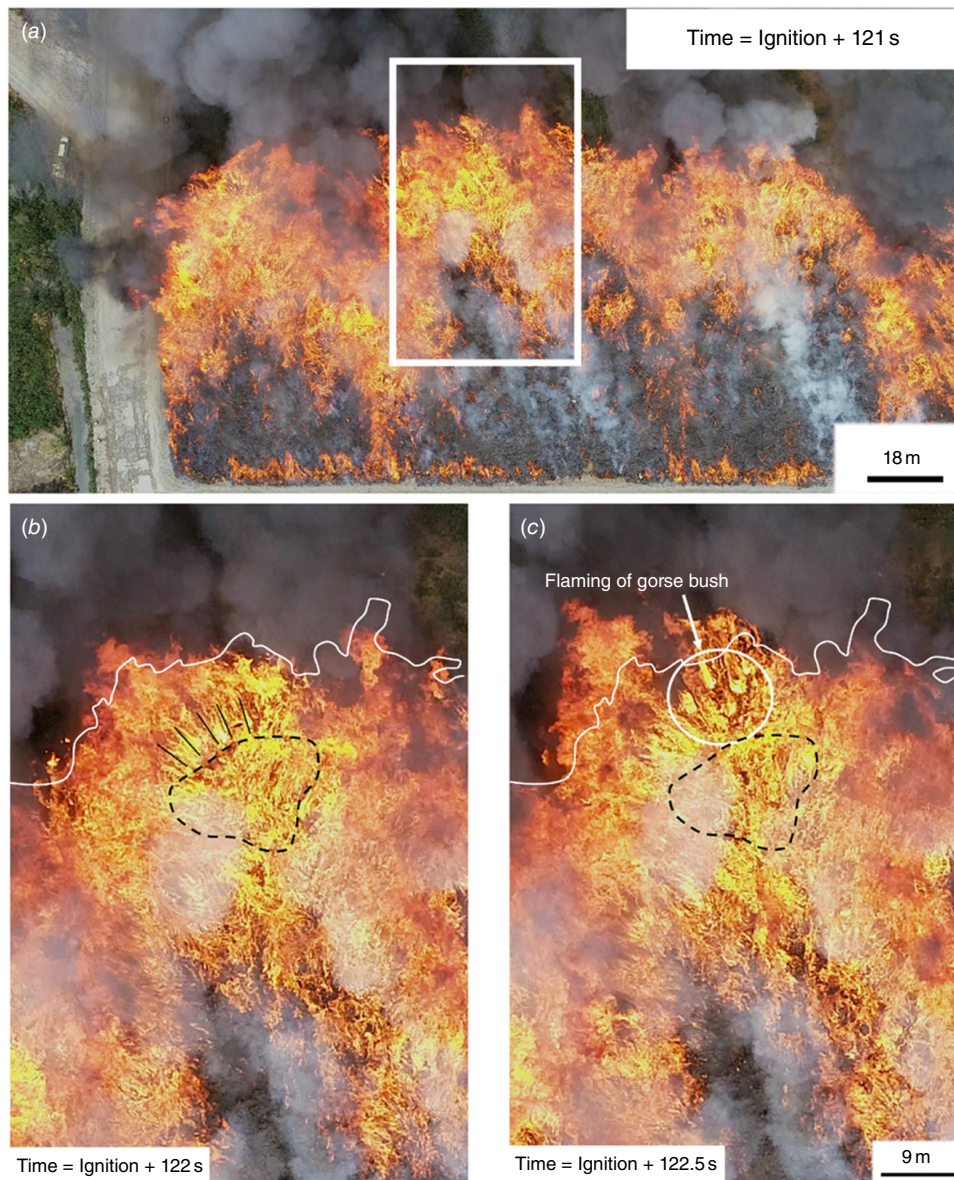 (a)
Time = Ignition + 121 s
18 m
(b)
(c)
Flaming of gorse bush
Time = Ignition + 122 s
Time = Ignition + 122.5 s
9 m